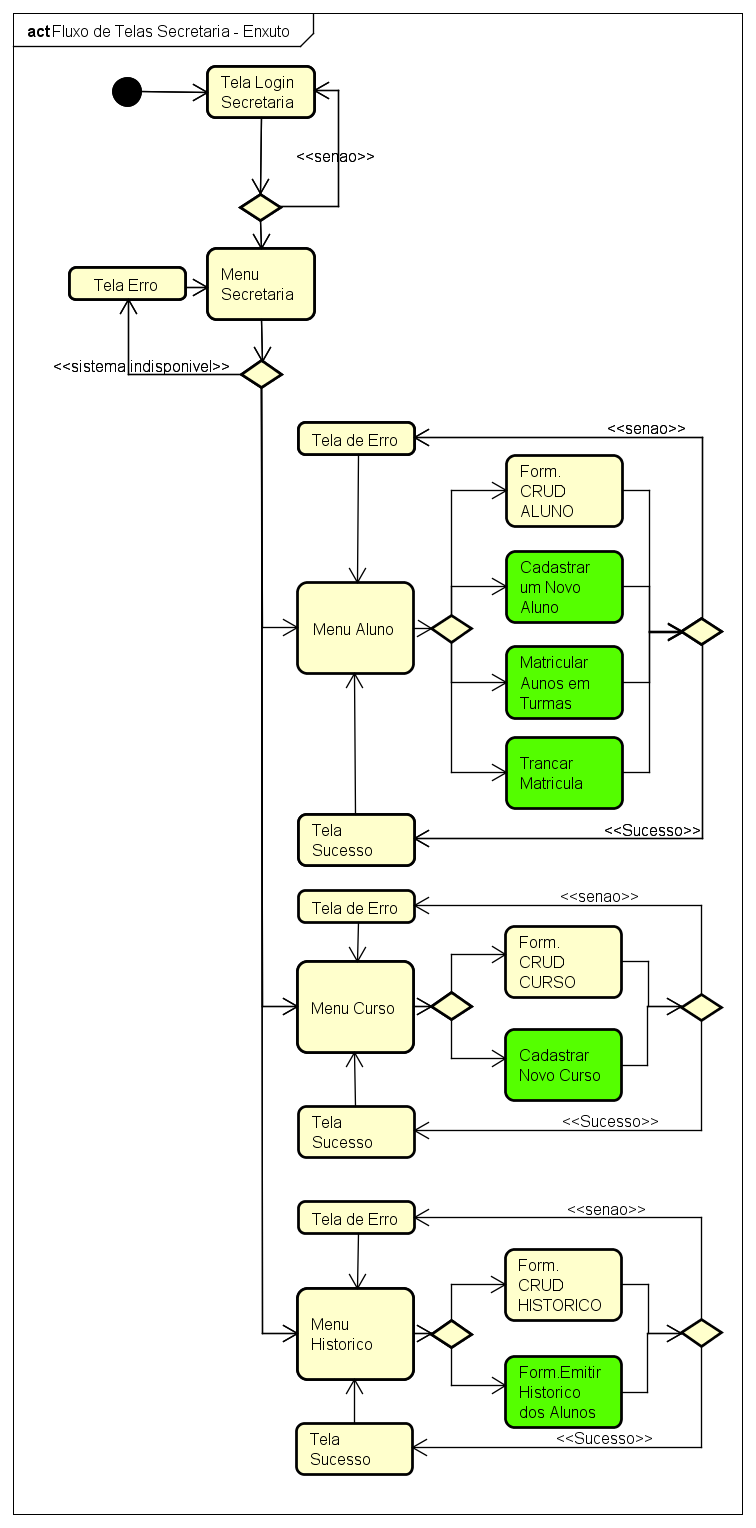 act Fluxo de Telas Secretaria - Enxuto
Tela Login
Secretaria
<<senao>>
Menu
Secretaria
Tela Erro
<<sistema indisponivel>>
Tela de Erro
<<senao>>
Form.
CRUD
ALUNO
Cadastrar
um Novo
Aluno
Menu Aluno
Matricular
Aunos em
Turmas
Trancar
Matricula
Tela
Sucesso
<<Sucesso>>
Tela de Erro
<<senao>>
Form.
CRUD
CURSO
Menu Curso
Cadastrar
Novo Curso
Tela
Sucesso
<<Sucesso>>
Tela de Erro
<<senao>>
Form.
CRUD
HISTORICO
Menu
Historico
Form.Emitir
Historico
dos Alunos
Tela
Sucesso
<<Sucesso>>